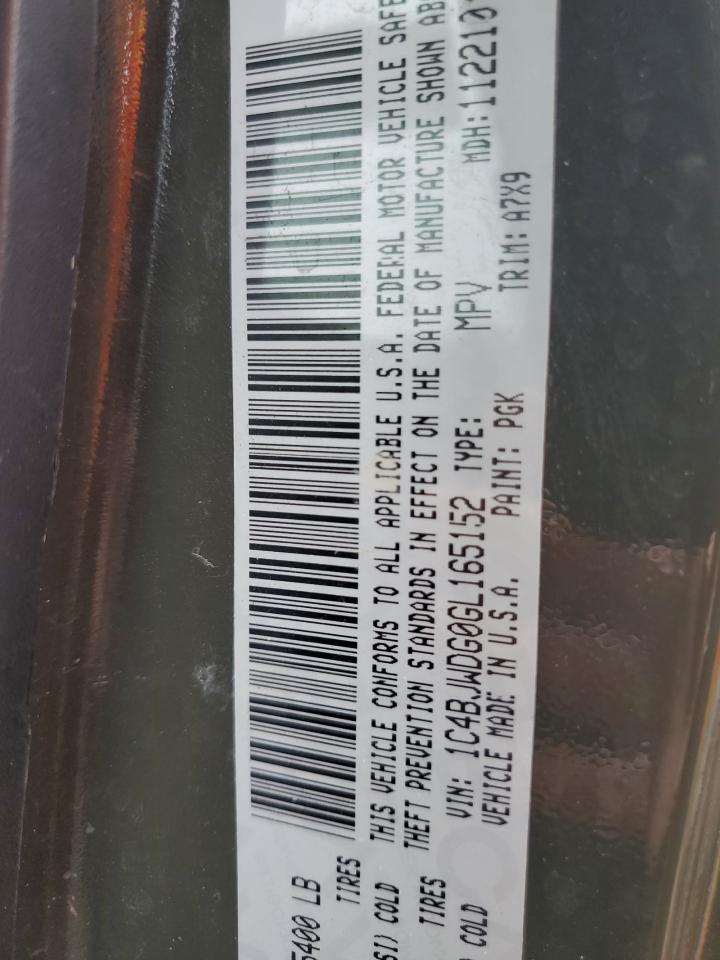 5400 LB
TIRES
SI) COLD
THIS VEHICLE CONFORMS TO ALL APPLICABLE U.S.A. FEDERAL MOTOR VEHICLE SAFE
TIRES
THEFT PREVENTION STANDARDS IN EFFECT ON THE DATE OF MANUFACTURE SHOWN AB
) COLD
VIN: 1C4BJWDG0GL165152 TYPE: MPV MDH:112210
VEHICLE MADE IN U.S.A. PAINT: PGK TRIM: A7X9